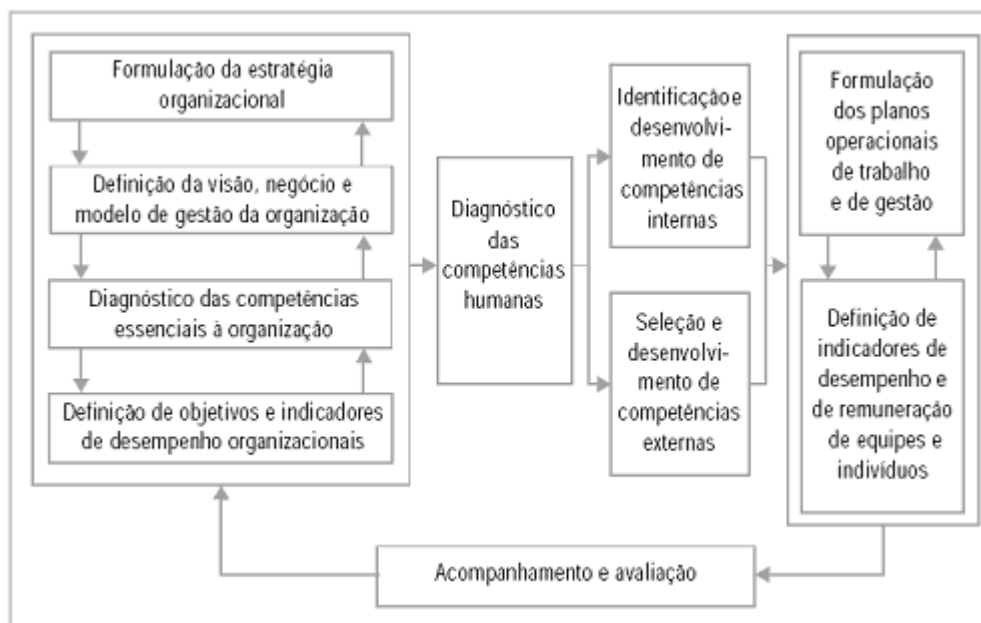 Formulação da estratégia
organizacional
Definição da visão, negócio e
modelo de gestão da organização
Diagnóstico das competências
essenciais à organização
Definição de objetivos e indicadores
de desempenho organizacionais
Diagnóstico
das
competências
humanas
Identificação e
desenvolvi-
mento de
competências
internas
Seleção e
desenvolvi-
mento de
competências
externas
Formulação
dos planos
operacionais
de trabalho
e de gestão
Definição de
indicadores de
desempenho e
de remuneração
de equipes e
indivíduos
Acompanhamento e avaliação